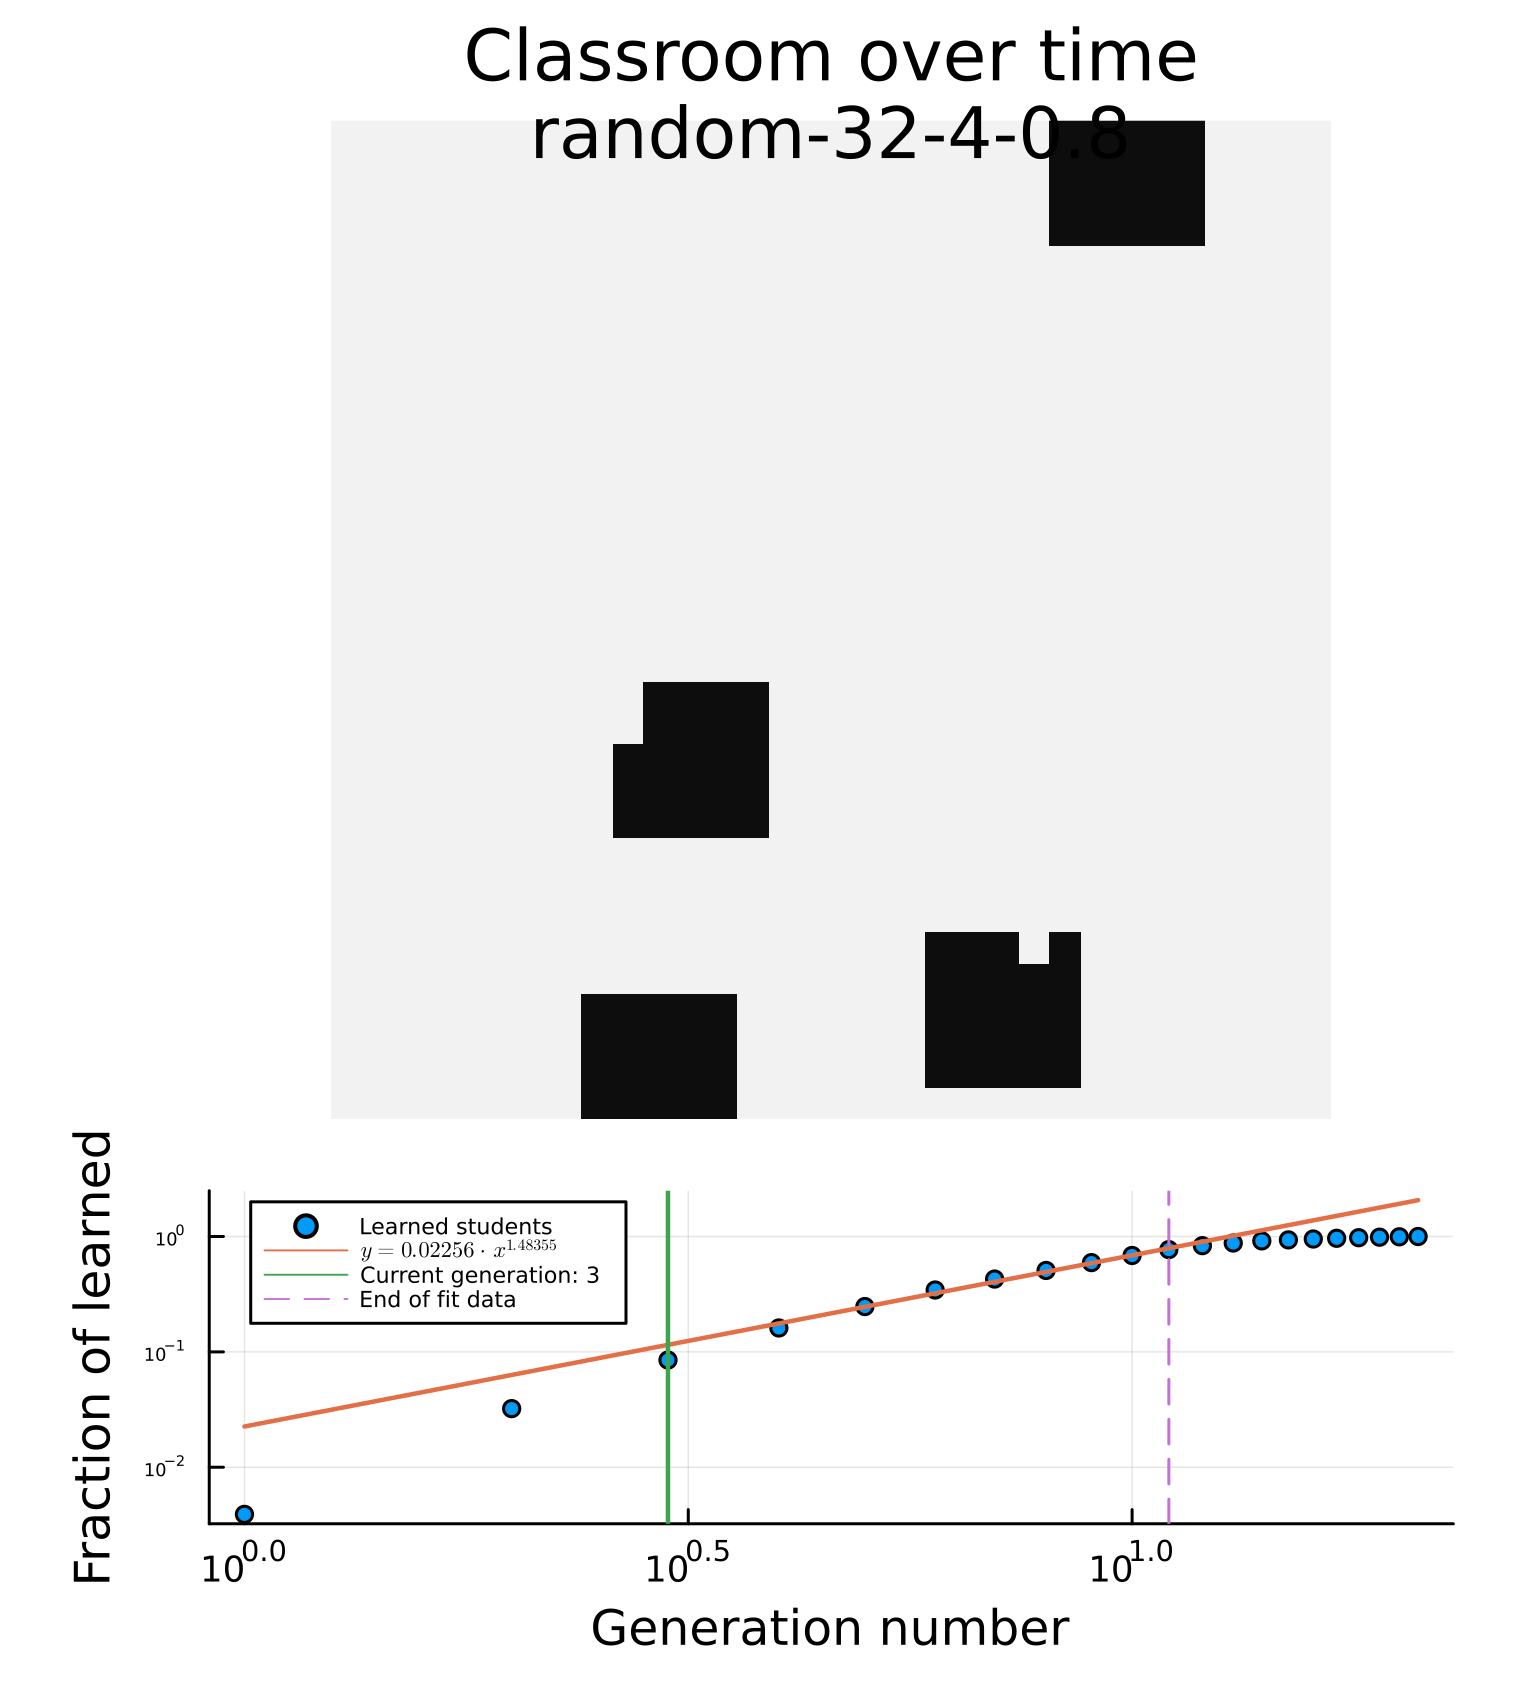 Classroom over time
random-32-4-0.8
Fraction of learned
10⁰
10⁻¹
10⁻²
Learned students
y = 0.02256 · x^1.48355
Current generation: 3
End of fit data
10^0.0
10^0.5
10^1.0
Generation number